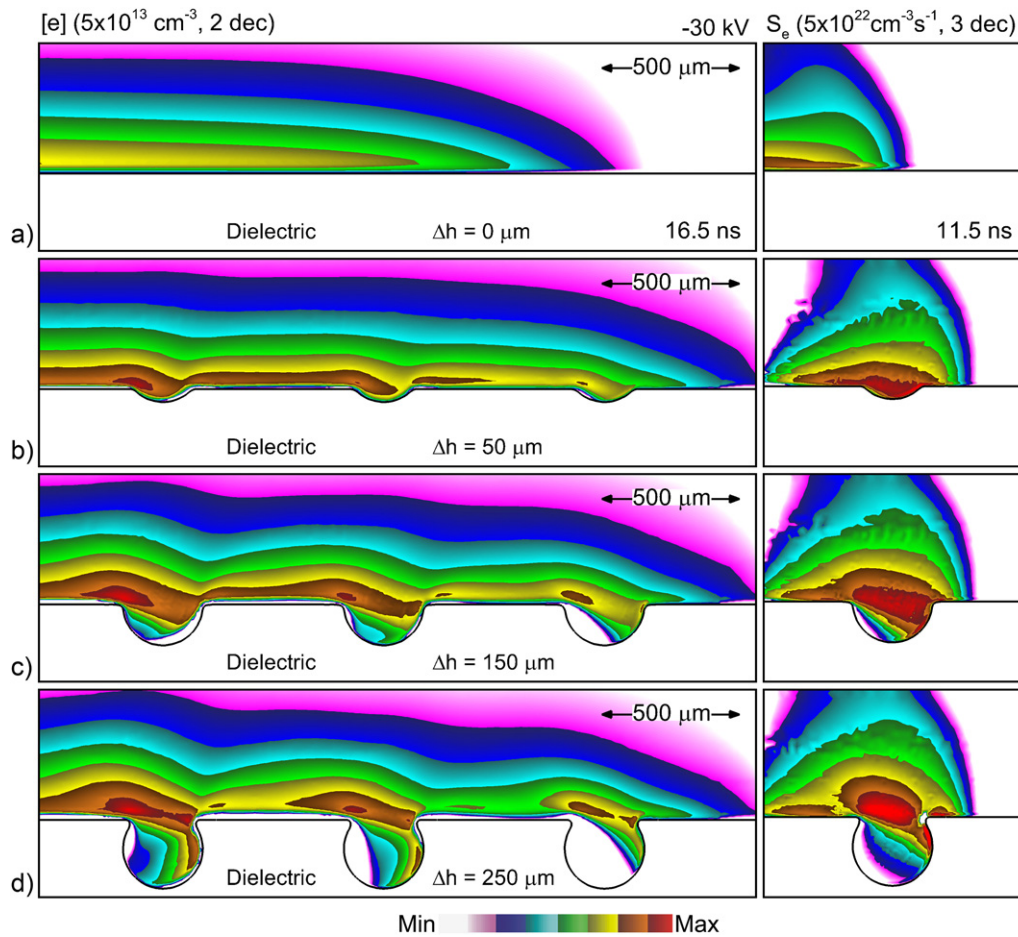 [e] (5x10¹³ cm⁻³, 2 dec) -30 kV Sₑ (5x10²²cm⁻³s⁻¹, 3 dec)
500 μm
a) Dielectric Δh = 0 μm 16.5 ns 11.5 ns
500 μm
b) Dielectric Δh = 50 μm
500 μm
c) Dielectric Δh = 150 μm
500 μm
d) Dielectric Δh = 250 μm
Min Max